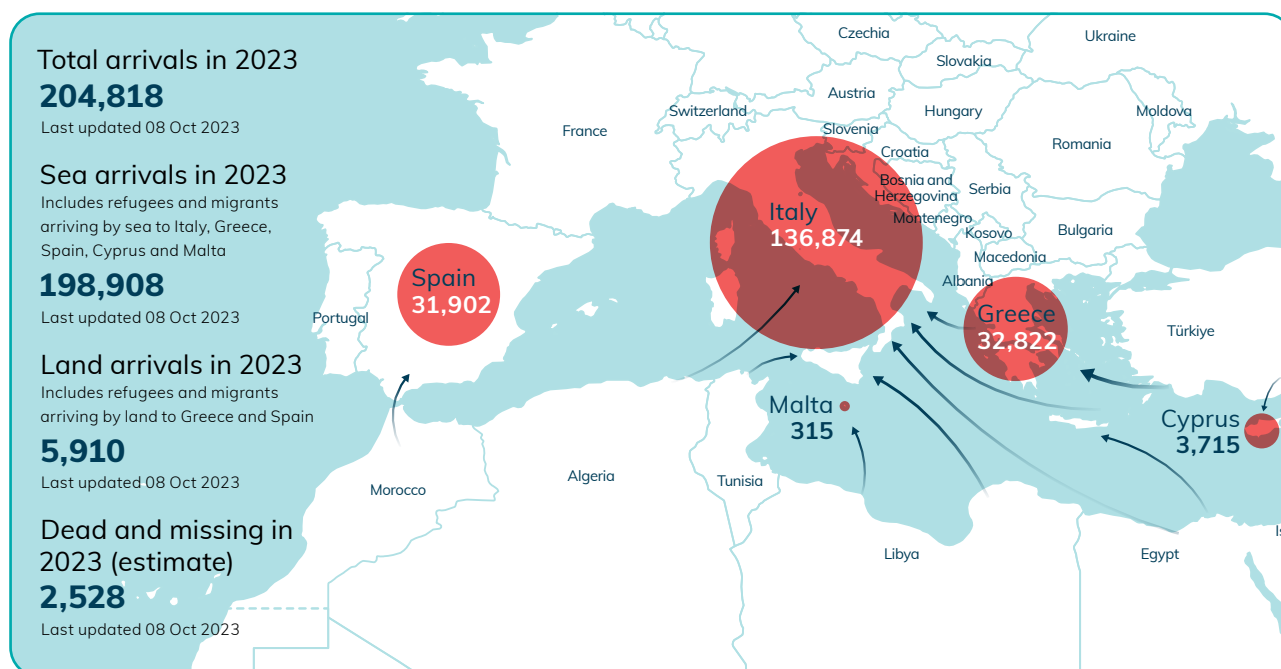 Total arrivals in 2023
204,818
Last updated 08 Oct 2023
Sea arrivals in 2023
Includes refugees and migrants
arriving by sea to Italy, Greece,
Spain, Cyprus and Malta
198,908
Last updated 08 Oct 2023
Land arrivals in 2023
Includes refugees and migrants
arriving by land to Greece and Spain
5,910
Last updated 08 Oct 2023
Dead and missing in
2023 (estimate)
2,528
Last updated 08 Oct 2023
Czechia
Ukraine
Slovakia
Austria
Switzerland
Hungary
Moldova
France
Slovenia
Romania
Croatia
Bosnia and
Herzegovina
Serbia
Italy
136,874
Montenegro
Kosovo
Bulgaria
Macedonia
Spain
31,902
Albania
Portugal
Greece
32,822
Türkiye
Malta
315
Cyprus
3,715
Algeria
Tunisia
Morocco
Libya
Egypt
Is